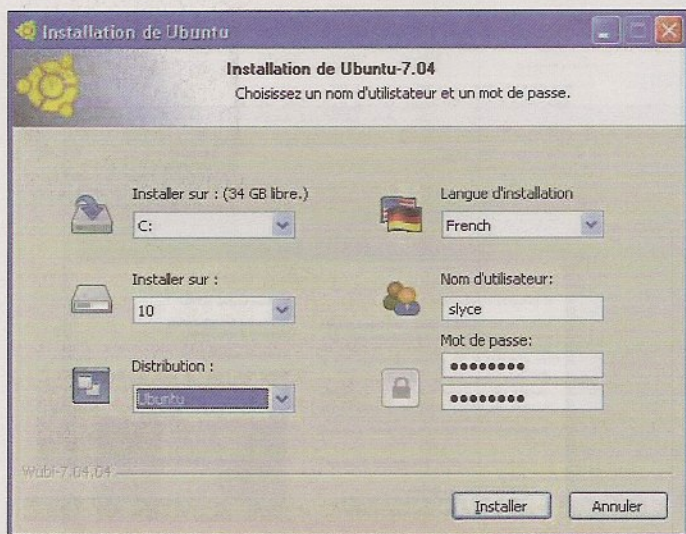 Installation de Ubuntu
Installation de Ubuntu-7.04
Choisissez un nom d'utilistateur et un mot de passe.
Installer sur : (34 GB libre.)
C:
Installer sur :
10
Distribution :
Ubuntu
Langue d'installation
French
Nom d'utilisateur:
slyce
Mot de passe:
●●●●●●●●
●●●●●●●●
Wubi-7.04.04
Installer
Annuler